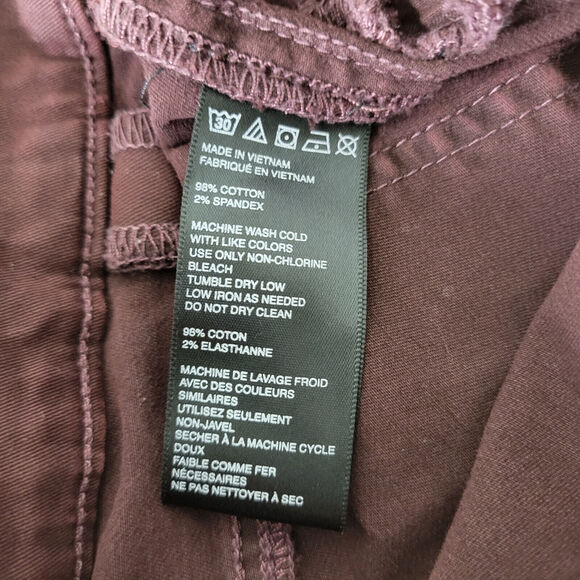 30
MADE IN VIETNAM
FABRIQUÉ EN VIETNAM
98% COTTON
2% SPANDEX
MACHINE WASH COLD
WITH LIKE COLORS
USE ONLY NON-CHLORINE
BLEACH
TUMBLE DRY LOW
LOW IRON AS NEEDED
DO NOT DRY CLEAN
98% COTON
2% ELASTHANNE
MACHINE DE LAVAGE FROID
AVEC DES COULEURS
SIMILAIRES
UTILISEZ SEULEMENT
NON-JAVEL
SECHER À LA MACHINE CYCLE
DOUX
FAIBLE COMME FER
NÉCESSAIRES
NE PAS NETTOYER À SEC